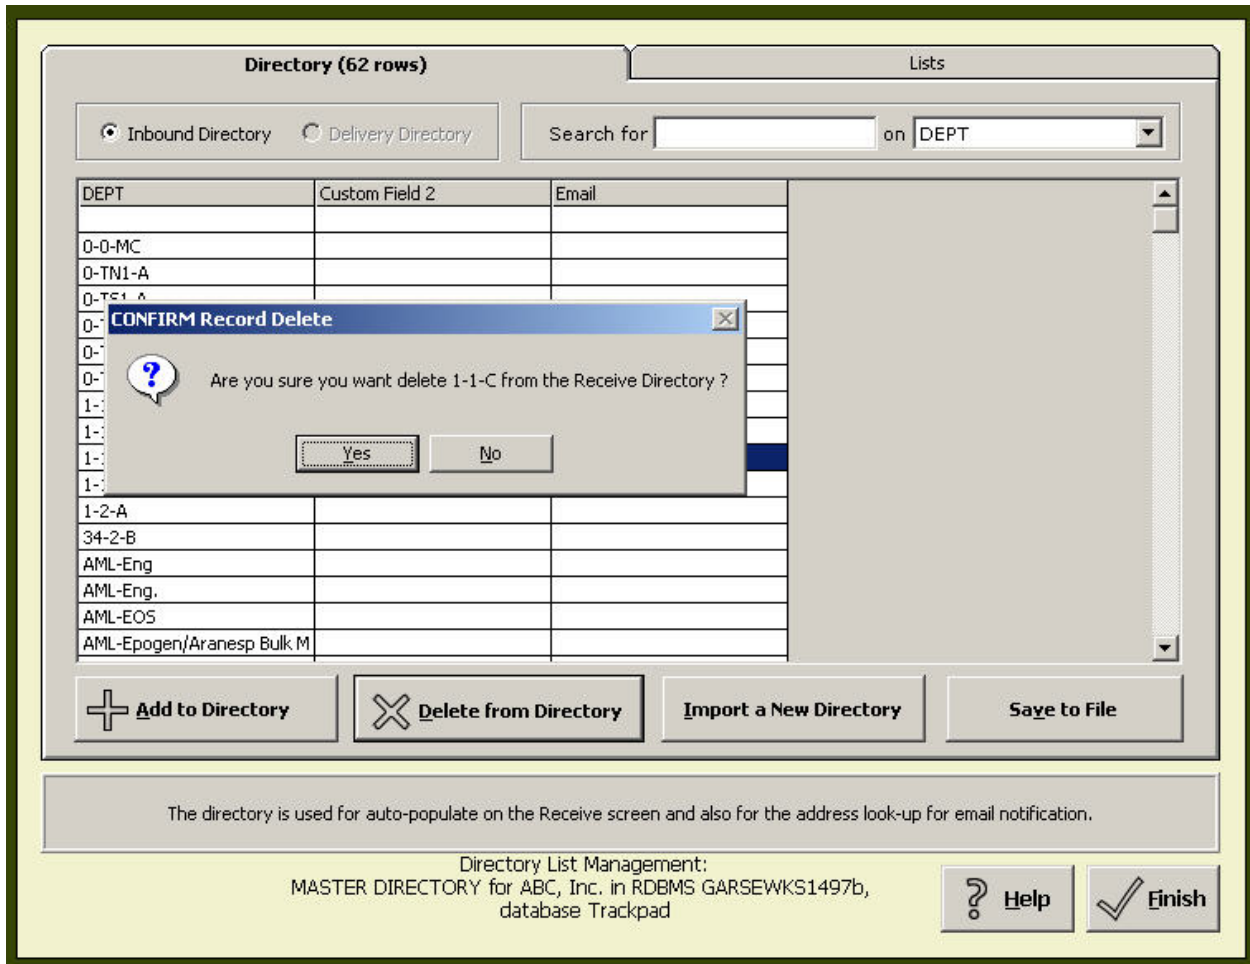 Directory (62 rows)
Lists
Inbound Directory
Delivery Directory
Search for
on
DEPT
DEPT
Custom Field 2
Email
0-0-MC
0-TN1-A
0-TS1-A
CONFIRM Record Delete
Are you sure you want delete 1-1-C from the Receive Directory ?
Yes
No
1-2-A
34-2-B
AML-Eng
AML-Eng.
AML-EOS
AML-Epogen/Aranesp Bulk M
Add to Directory
Delete from Directory
Import a New Directory
Save to File
The directory is used for auto-populate on the Receive screen and also for the address look-up for email notification.
Directory List Management:
MASTER DIRECTORY for ABC, Inc. in RDBMS GARSEWKS1497b,
database Trackpad
Help
Finish